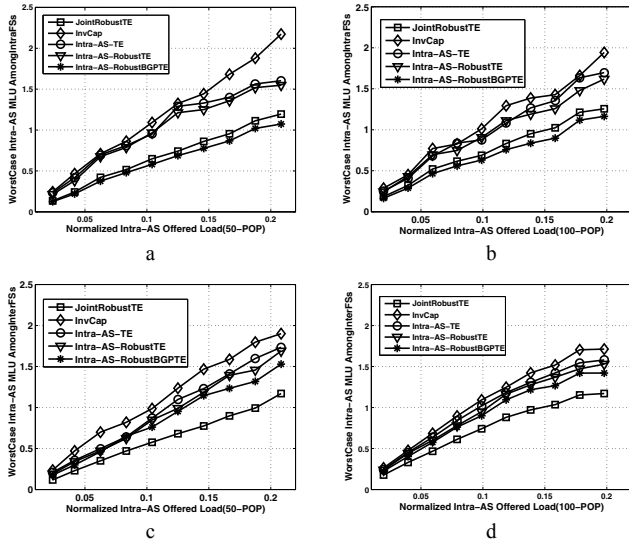 2.5
2
1.5
1
0.5
0
WorstCase Intra−AS MLU AmongIntraFSs
JointRobustTE
InvCap
Intra−AS−TE
Intra−AS−RobustTE
Intra−AS−RobustBGPTE
0.05 0.1 0.15 0.2
Normalized Intra−AS Offered Load(50−POP)
a
2.5
2
1.5
1
0.5
0
WorstCase Intra−AS MLU AmongIntraFSs
JointRobustTE
InvCap
Intra−AS−TE
Intra−AS−RobustTE
Intra−AS−RobustBGPTE
0.05 0.1 0.15 0.2
Normalized Intra−AS Offered Load(100−POP)
b
2.5
2
1.5
1
0.5
0
WorstCase Intra−AS MLU AmongInterFSs
JointRobustTE
InvCap
Intra−AS−TE
Intra−AS−RobustTE
Intra−AS−RobustBGPTE
0.05 0.1 0.15 0.2
Normalized Intra−AS Offered Load(50−POP)
c
2.5
2
1.5
1
0.5
0
WorstCase Intra−AS MLU AmongInterFSs
JointRobustTE
InvCap
Intra−AS−TE
Intra−AS−RobustTE
Intra−AS−RobustBGPTE
0.05 0.1 0.15 0.2
Normalized Intra−AS Offered Load(100−POP)
d